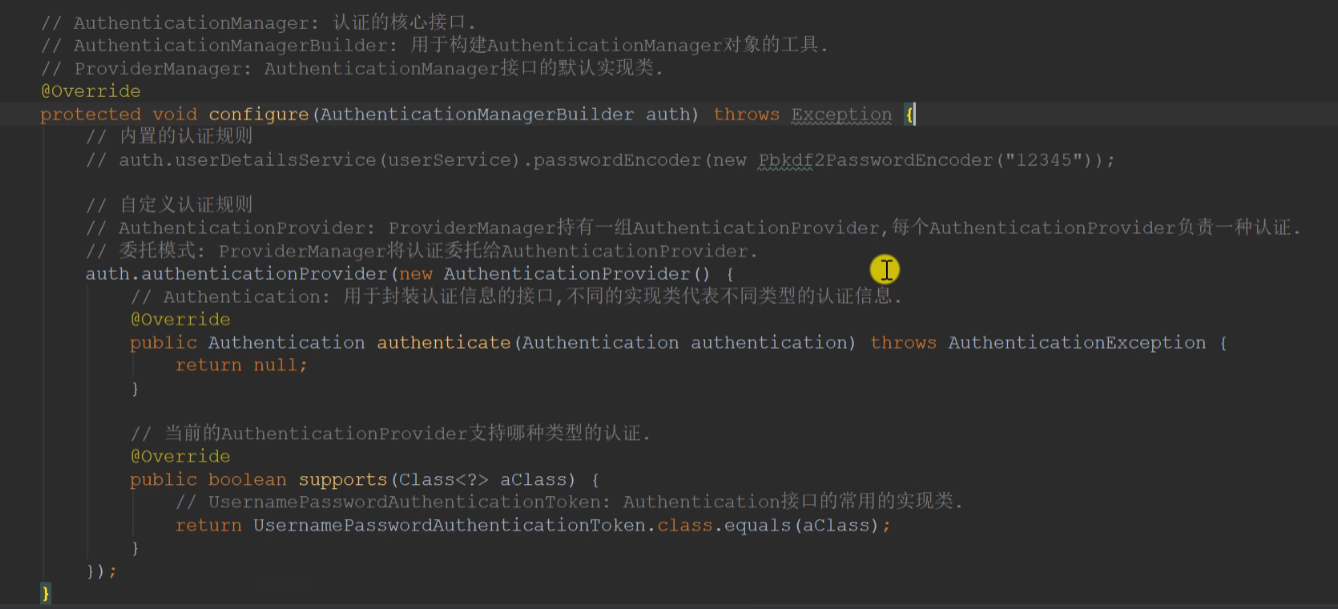 // AuthenticationManager: 认证的核心接口.
// AuthenticationManagerBuilder: 用于构建AuthenticationManager对象的工具.
// ProviderManager: AuthenticationManager接口的默认实现类.
@Override
protected void configure(AuthenticationManagerBuilder auth) throws Exception {
// 内置的认证规则
// auth.userDetailsService(userService).passwordEncoder(new Pbkdf2PasswordEncoder("12345"));
// 自定义认证规则
// AuthenticationProvider: ProviderManager持有一组AuthenticationProvider,每个AuthenticationProvider负责一种认证.
// 委托模式: ProviderManager将认证委托给AuthenticationProvider.
auth.authenticationProvider(new AuthenticationProvider() {
// Authentication: 用于封装认证信息的接口,不同的实现类代表不同类型的认证信息.
@Override
public Authentication authenticate(Authentication authentication) throws AuthenticationException {
return null;
}
// 当前的AuthenticationProvider支持哪种类型的认证.
@Override
public boolean supports(Class<?> aClass) {
// UsernamePasswordAuthenticationToken: Authentication接口的常用的实现类.
return UsernamePasswordAuthenticationToken.class.equals(aClass);
}
});
}